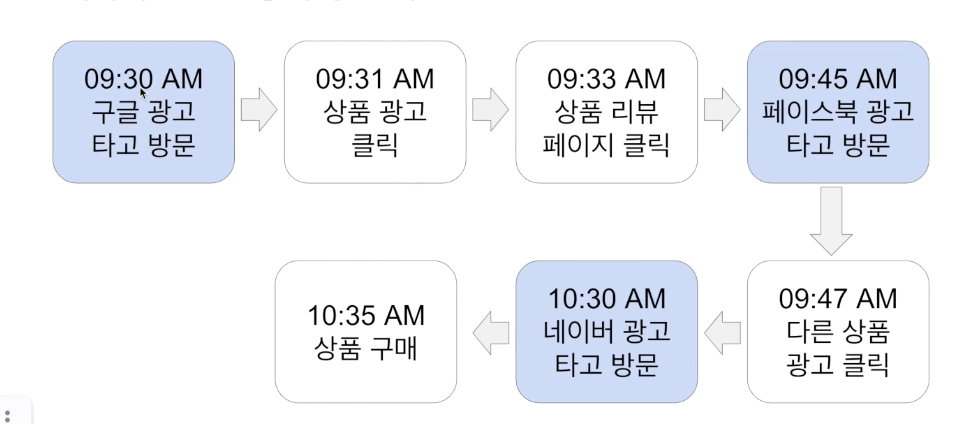 09:30 AM
구글 광고
타고 방문
09:31 AM
상품 광고
클릭
09:33 AM
상품 리뷰
페이지 클릭
09:45 AM
페이스북 광고
타고 방문
09:47 AM
다른 상품
광고 클릭
10:30 AM
네이버 광고
타고 방문
10:35 AM
상품 구매